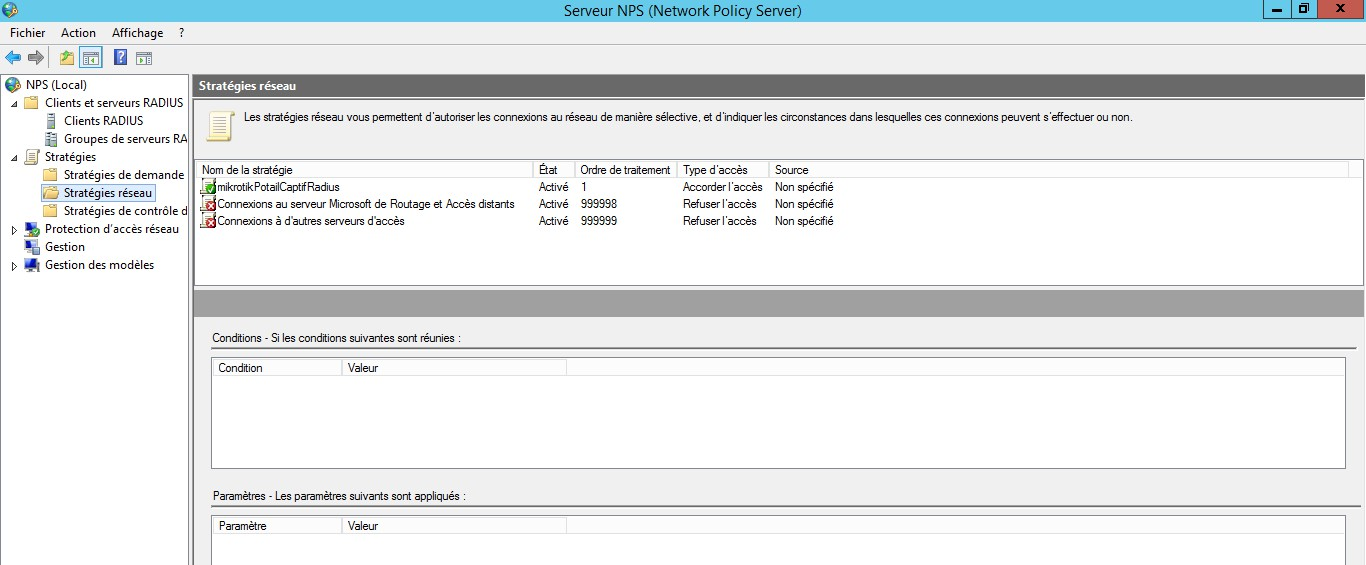 Serveur NPS (Network Policy Server)
Fichier Action Affichage ?
NPS (Local)
Clients et serveurs RADIUS
Clients RADIUS
Groupes de serveurs RA
Stratégies
Stratégies de demande
Stratégies réseau
Stratégies de contrôle d
Protection d'accès réseau
Gestion
Gestion des modèles
Stratégies réseau
Les stratégies réseau vous permettent d'autoriser les connexions au réseau de manière sélective, et d'indiquer les circonstances dans lesquelles ces connexions peuvent s'effectuer ou non.
Nom de la stratégie État Ordre de traitement Type d'accès Source
mikrotikPotailCaptifRadius Activé 1 Accorder l'accès Non spécifié
Connexions au serveur Microsoft de Routage et Accès distants Activé 999998 Refuser l'accès Non spécifié
Connexions à d'autres serveurs d'accès Activé 999999 Refuser l'accès Non spécifié
Conditions - Si les conditions suivantes sont réunies :
Condition Valeur
Paramètres - Les paramètres suivants sont appliqués :
Paramètre Valeur